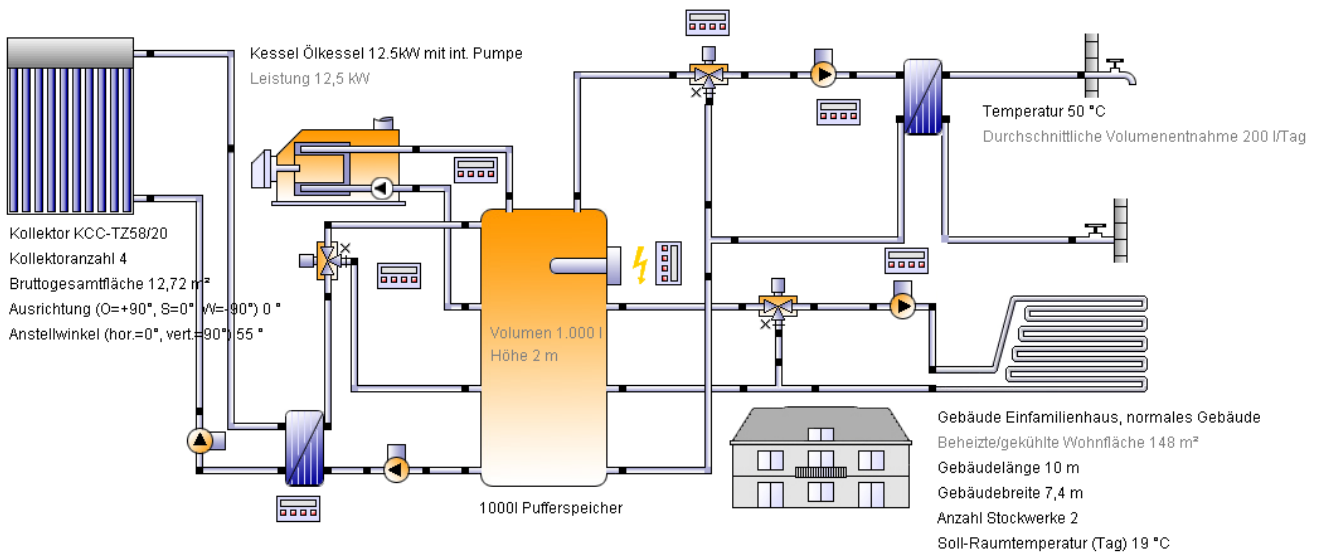 Kessel Ölkessel 12.5kW mit int. Pumpe
Leistung 12,5 kW
Temperatur 50 °C
Durchschnittliche Volumenentnahme 200 l/Tag
Kollektor KCC-TZ58/20
Kollektoranzahl 4
Bruttogesamtfläche 12,72 m²
Ausrichtung (O=+90°, S=0°, W=-90°) 0 °
Anstellwinkel (hor.=0°, vert.=90°) 55 °
Volumen 1.000 l
Höhe 2 m
1000l Pufferspeicher
Gebäude Einfamilienhaus, normales Gebäude
Beheizte/gekühlte Wohnfläche 148 m²
Gebäudelänge 10 m
Gebäudebreite 7,4 m
Anzahl Stockwerke 2
Soll-Raumtemperatur (Tag) 19 °C